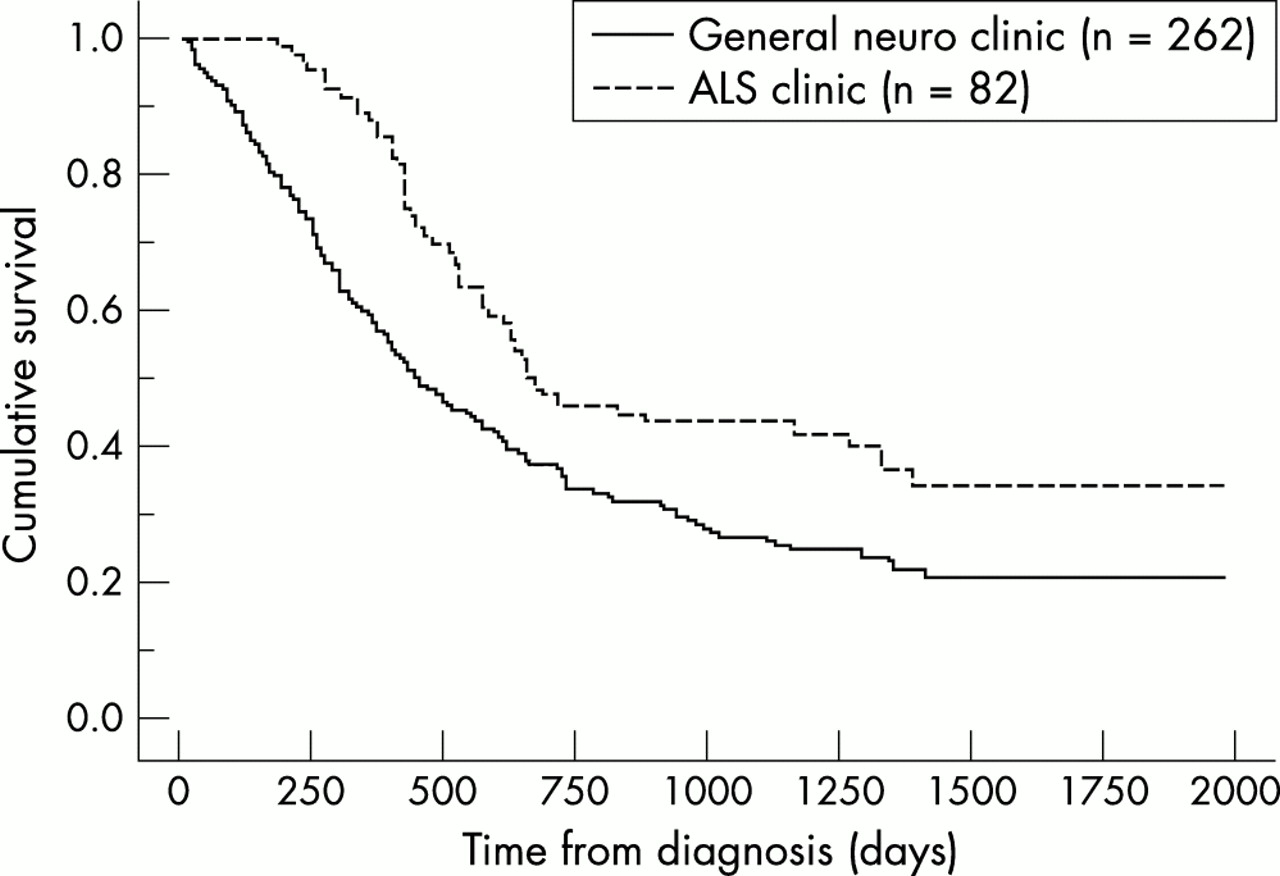 General neuro clinic (n = 262)
ALS clinic (n = 82)
Cumulative survival
1.0
0.8
0.6
0.4
0.2
0.0
0 250 500 750 1000 1250 1500 1750 2000
Time from diagnosis (days)